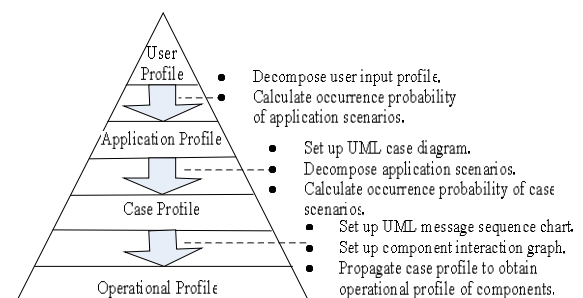 User
Profile
● Decompose user input profile.
● Calculate occurrence probability
of application scenarios.
Application Profile
● Set up UML case diagram.
● Decompose application scenarios.
● Calculate occurrence probability of case
scenarios.
Case Profile
● Set up UML message sequence chart.
● Set up component interaction graph.
● Propagate case profile to obtain
operational profile of components.
Operational Profile